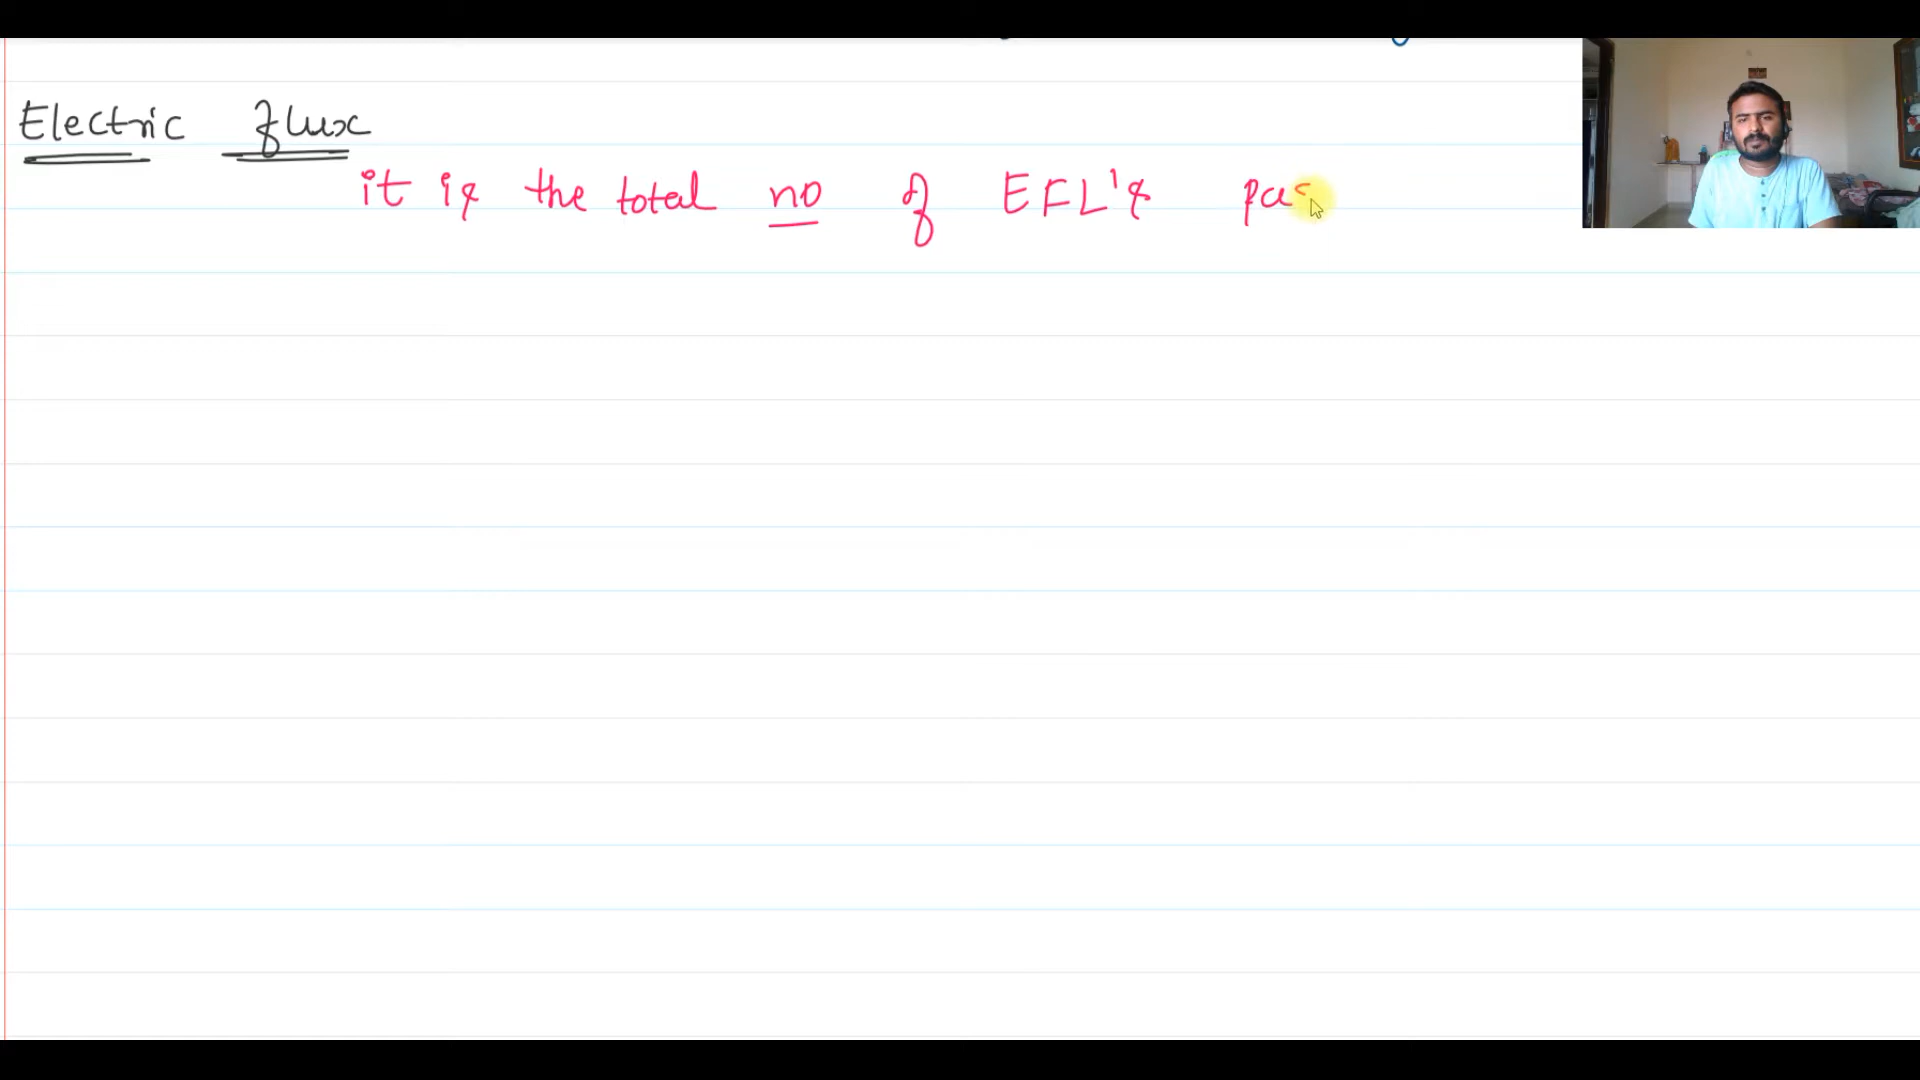 Electric flux
it is the total no of EFL's pas